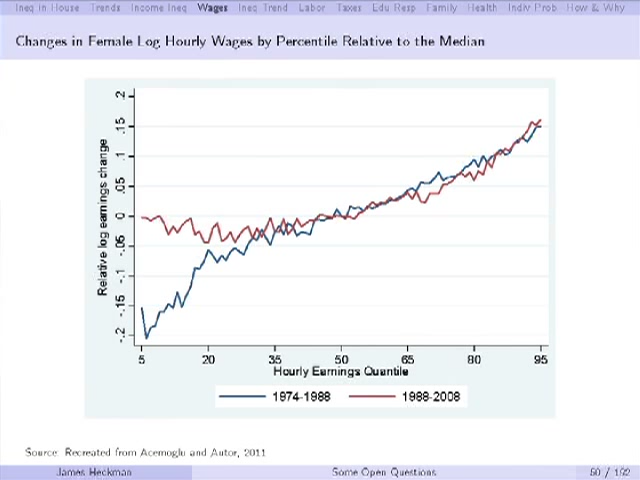 Ineq in House Trends Income Ineq Wages Ineq Trend Labor Taxes Edu Resp Family Health Indiv Prob How & Why
Changes in Female Log Hourly Wages by Percentile Relative to the Median
Relative log earnings change
.2
.15
.1
.05
0
-.05
-.1
-.15
-.2
5 20 35 50 65 80 95
Hourly Earnings Quantile
1974-1988 1988-2008
Source: Recreated from Acemoglu and Autor, 2011
James Heckman Some Open Questions 50 / 192